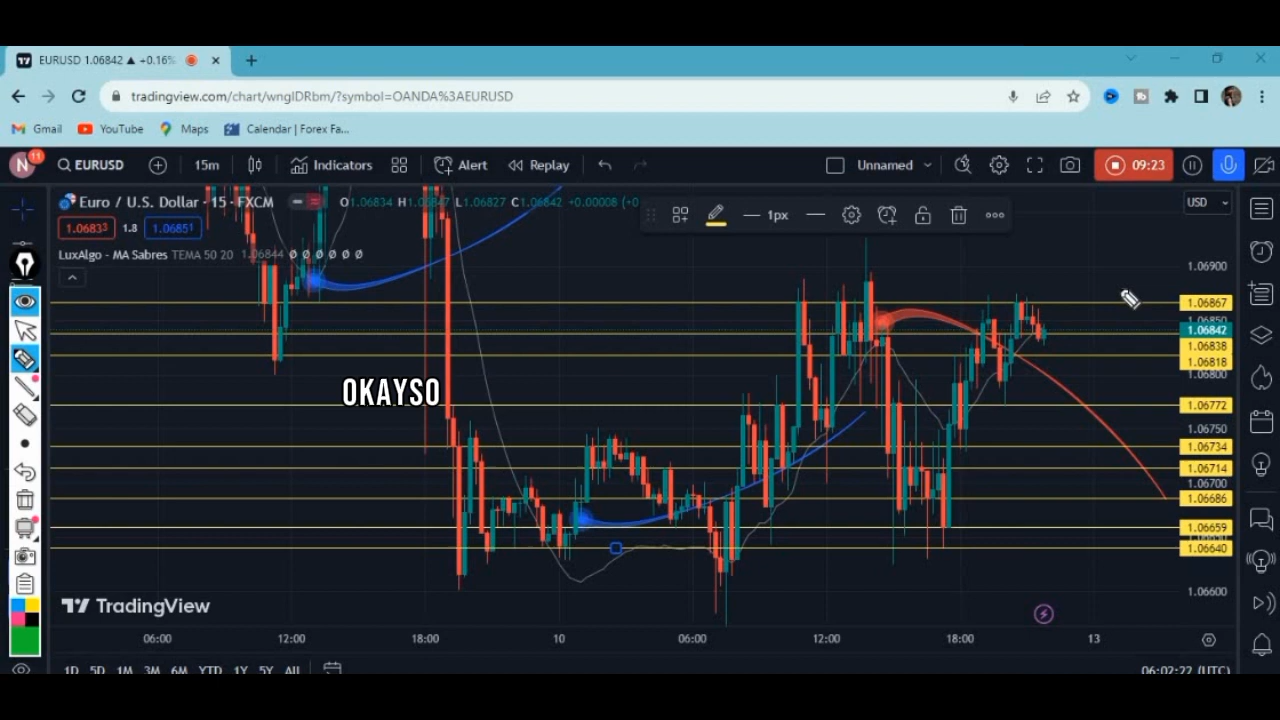 EURUSD 1.06842 ▲ +0.16%
tradingview.com/chart/wngIDRbm/?symbol=OANDA%3AEURUSD
Gmail YouTube Maps Calendar | Forex Fa...
N 11 EURUSD 15m Indicators Alert Replay Unnamed 09:23
Euro / U.S. Dollar · 15 · FXCM O1.06834 L1.06827 C1.06842 +0.00008 (+0
USD
1px
1.06833 1.8 1.06851
LuxAlgo - MA Sabres TEMA 50 20 1.06844 ø ø ø ø ø ø
1.06900
1.06867
1.06850
1.06842
1.06838
1.06818
1.06800
OKAYSO
1.06772
1.06750
1.06734
1.06714
1.06700
1.06686
1.06659
1.06640
1.06600
TradingView
06:00 12:00 18:00 10 06:00 12:00 18:00 13
1D 5D 1M 3M 6M YTD 1Y 5Y All 06:02:22 (UTC)